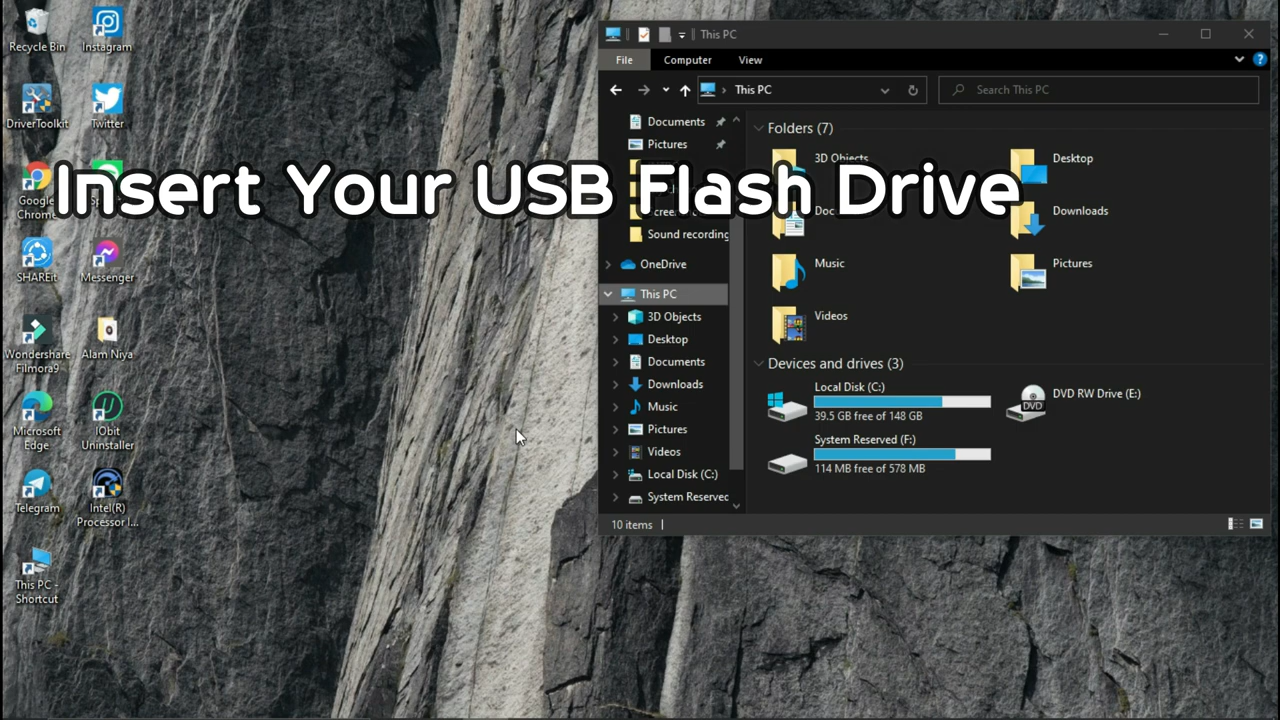 Recycle Bin
Instagram
DriverToolkit
Twitter
Google
Chrome
SHAREit
Messenger
Wondershare
Filmora9
Alam Niya
Microsoft
Edge
IObit
Uninstaller
Telegram
Intel(R)
Processor I...
This PC -
Shortcut
Insert Your USB Flash Drive
This PC
File
Computer
View
This PC
Search This PC
Documents
Pictures
Sound recording
OneDrive
This PC
3D Objects
Desktop
Documents
Downloads
Music
Pictures
Videos
Local Disk (C:)
System Reserved
Folders (7)
3D Objects
Desktop
Downloads
Music
Pictures
Videos
Devices and drives (3)
Local Disk (C:)
39.5 GB free of 148 GB
DVD RW Drive (E:)
DVD
System Reserved (F:)
114 MB free of 578 MB
10 items